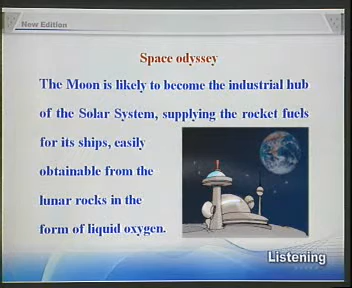 New Edition
Space odyssey
The Moon is likely to become the industrial hub
of the Solar System, supplying the rocket fuels
for its ships, easily
obtainable from the
lunar rocks in the
form of liquid oxygen.
Listening